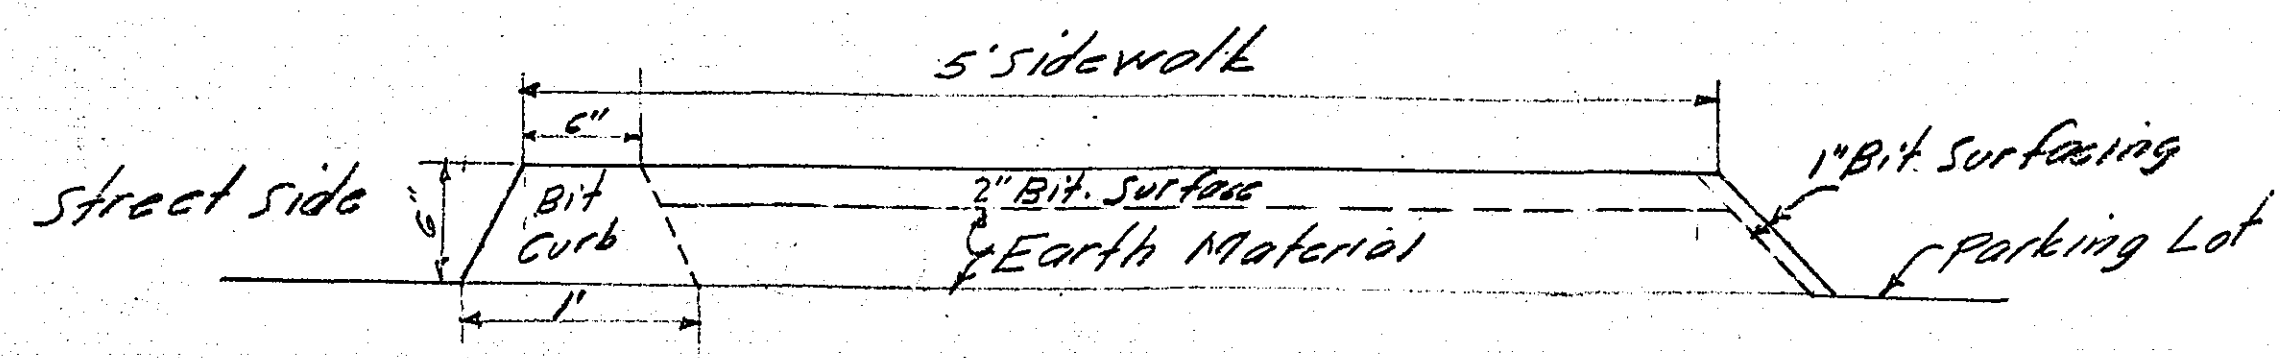 5' Sidewalk
6"
1" Bit. Surfacing
Street Side
6"
Bit
Curb
2" Bit. Surface
Earth Material
Parking Lot
1'